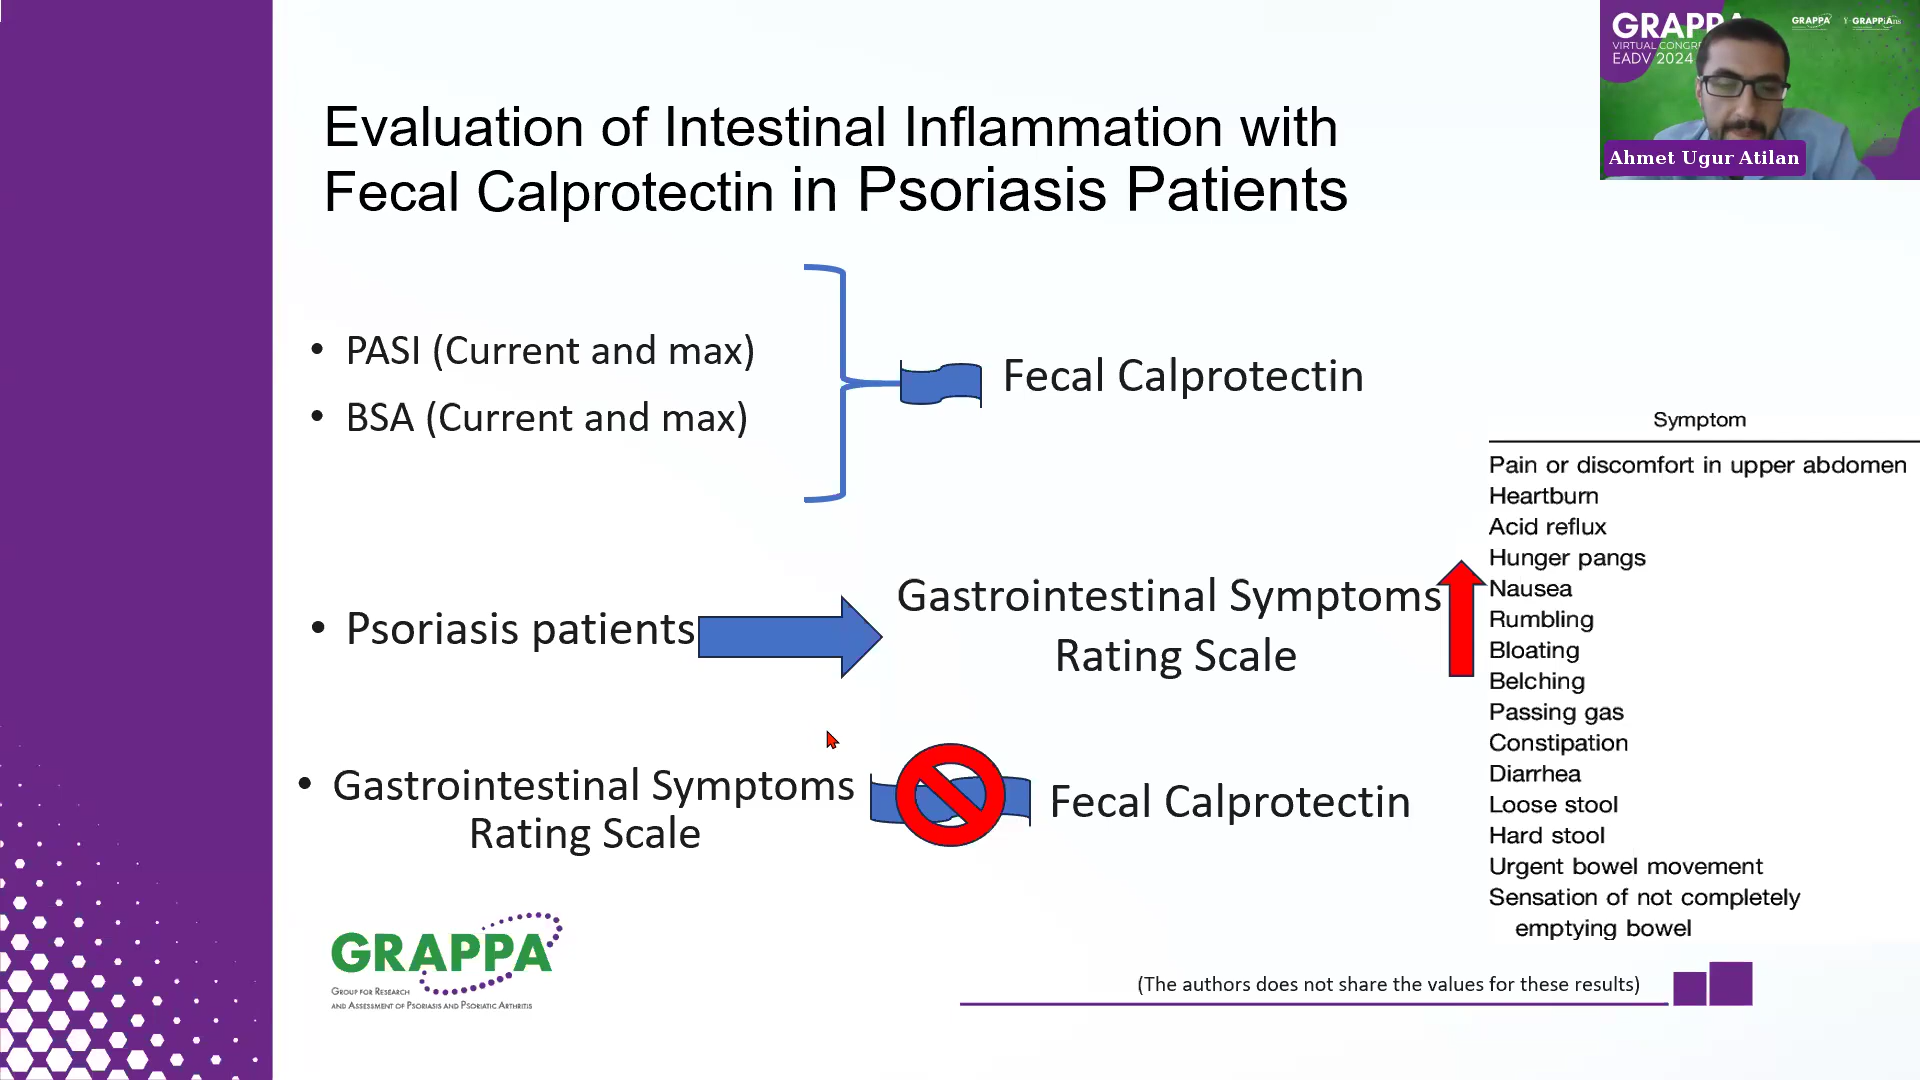 Evaluation of Intestinal Inflammation with
Fecal Calprotectin in Psoriasis Patients
• PASI (Current and max)
• BSA (Current and max)
Fecal Calprotectin
• Psoriasis patients
Gastrointestinal Symptoms
Rating Scale
• Gastrointestinal Symptoms
Rating Scale
Fecal Calprotectin
Symptom
Pain or discomfort in upper abdomen
Heartburn
Acid reflux
Hunger pangs
Nausea
Rumbling
Bloating
Belching
Passing gas
Constipation
Diarrhea
Loose stool
Hard stool
Urgent bowel movement
Sensation of not completely
emptying bowel
GRAPPA
Group for Research
and Assessment of Psoriasis and Psoriatic Arthritis
(The authors does not share the values for these results)
VIRTUAL
EADV 2024
GRAPPA
Ahmet Ugur Atilan